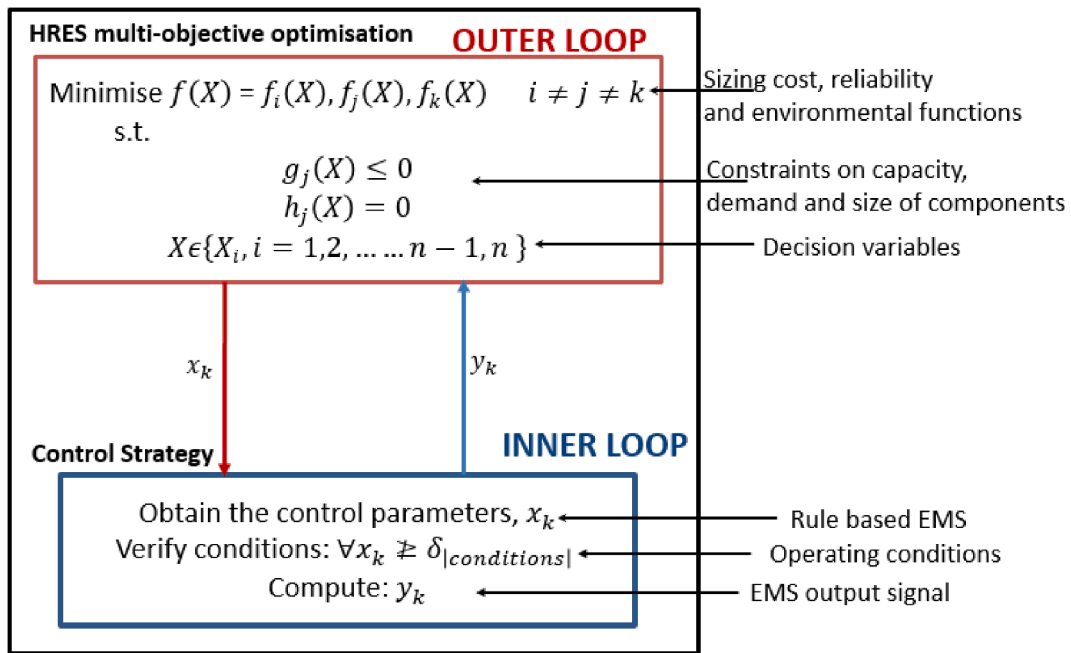 HRES multi-objective optimisation
OUTER LOOP
Minimise f(X) = f_i(X), f_j(X), f_k(X) i ≠ j ≠ k
Sizing cost, reliability
and environmental functions
s.t.
g_j(X) ≤ 0
h_j(X) = 0
Constraints on capacity,
demand and size of components
Xϵ{X_i, i = 1,2, … … n − 1, n }
Decision variables
x_k
y_k
Control Strategy
INNER LOOP
Obtain the control parameters, x_k
Rule based EMS
Verify conditions: ∀x_k ≱ δ_|conditions|
Operating conditions
Compute: y_k
EMS output signal